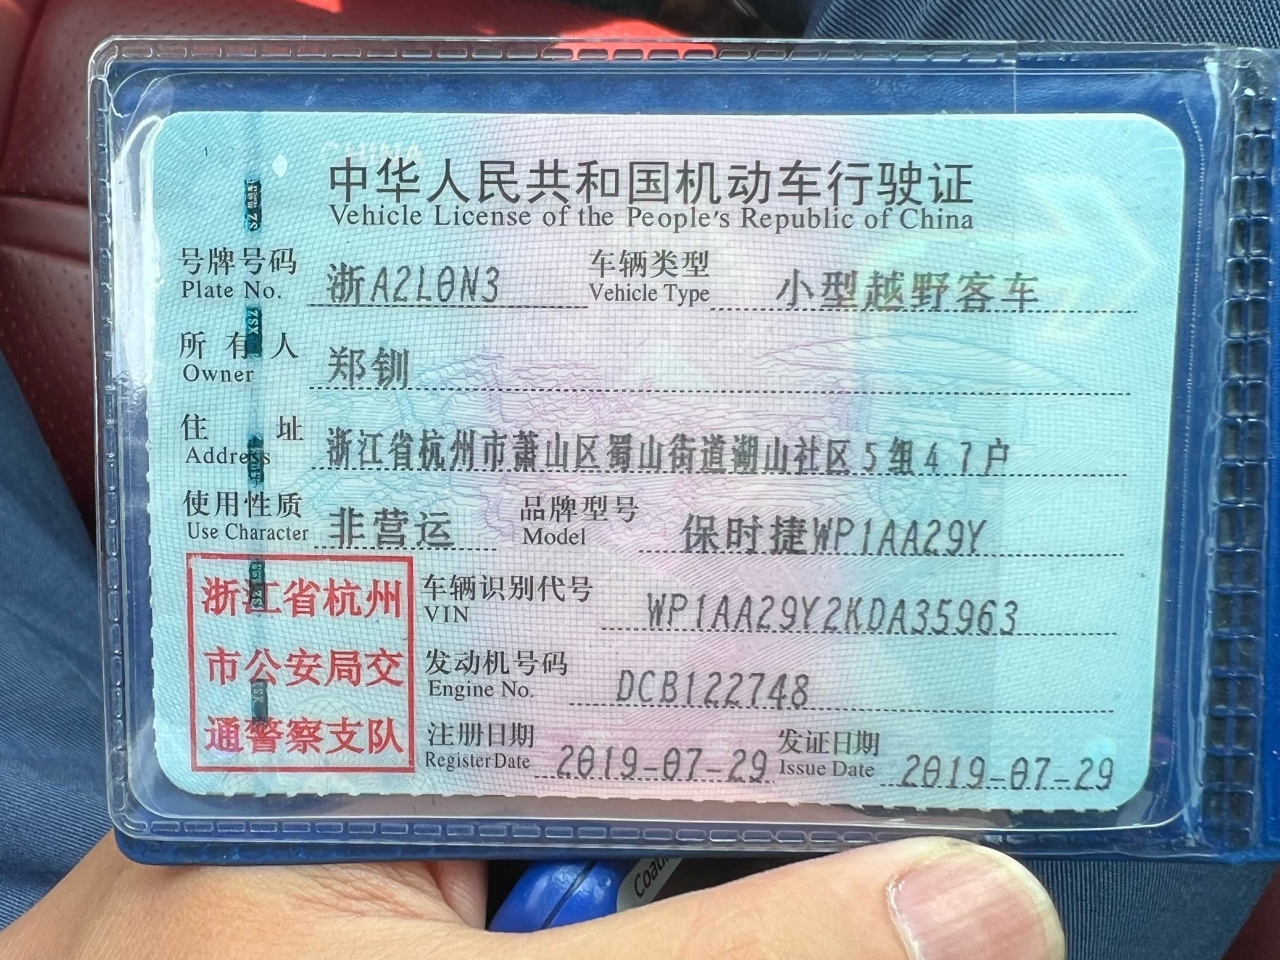 中华人民共和国机动车行驶证
Vehicle License of the People's Republic of China
号牌号码 浙A2L0N3 车辆类型 小型越野客车
Plate No. Vehicle Type
所有人 郑钏
Owner
住址 浙江省杭州市萧山区蜀山街道湖山社区5组47户
Address
使用性质 非营运 品牌型号 保时捷WP1AA29Y
Use Character Model
浙江省杭州 车辆识别代号 WP1AA29Y2KDA35963
VIN
市公安局交 发动机号码 DCB122748
Engine No.
通警察支队 注册日期 2019-07-29 发证日期 2019-07-29
Register Date Issue Date